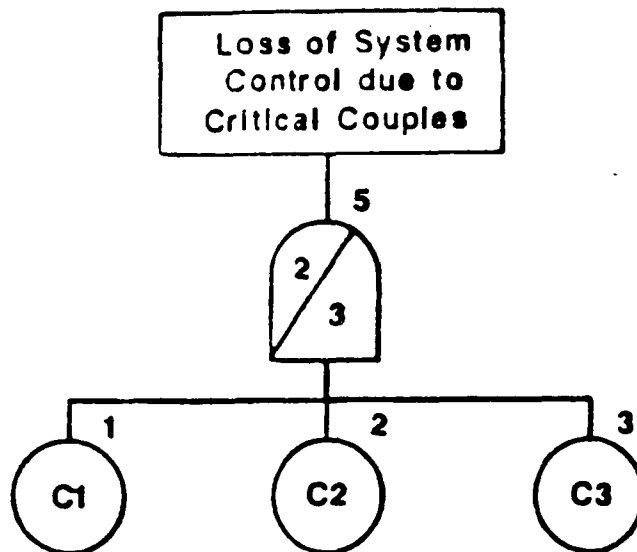 Loss of System
Control due to
Critical Couples
5
2
3
1
2
3
C1
C2
C3